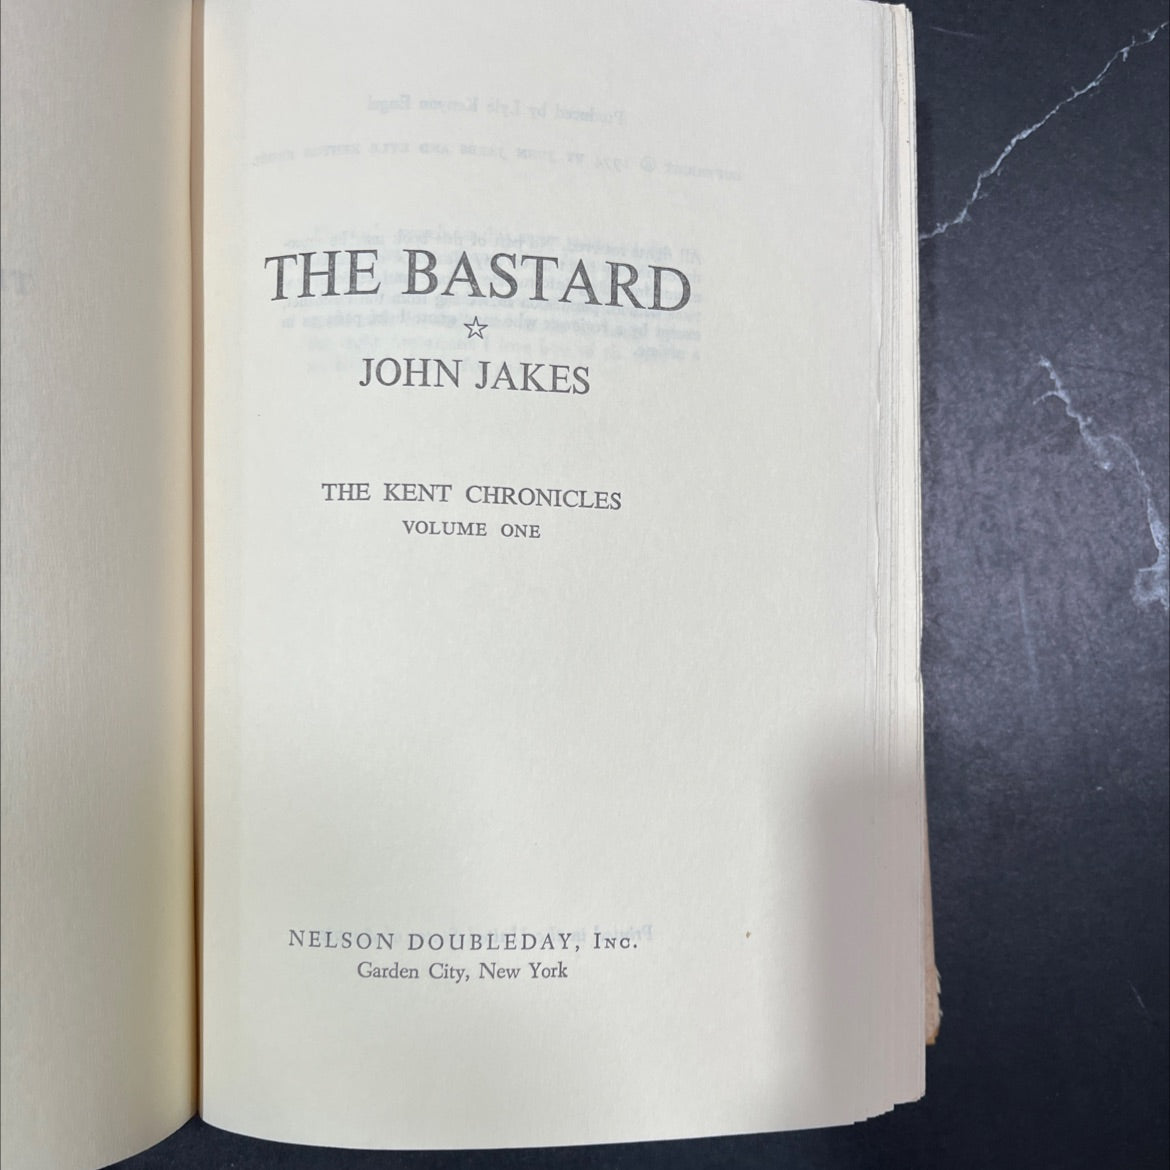 THE BASTARD
☆
JOHN JAKES
THE KENT CHRONICLES
VOLUME ONE
NELSON DOUBLEDAY, INC.
Garden City, New York